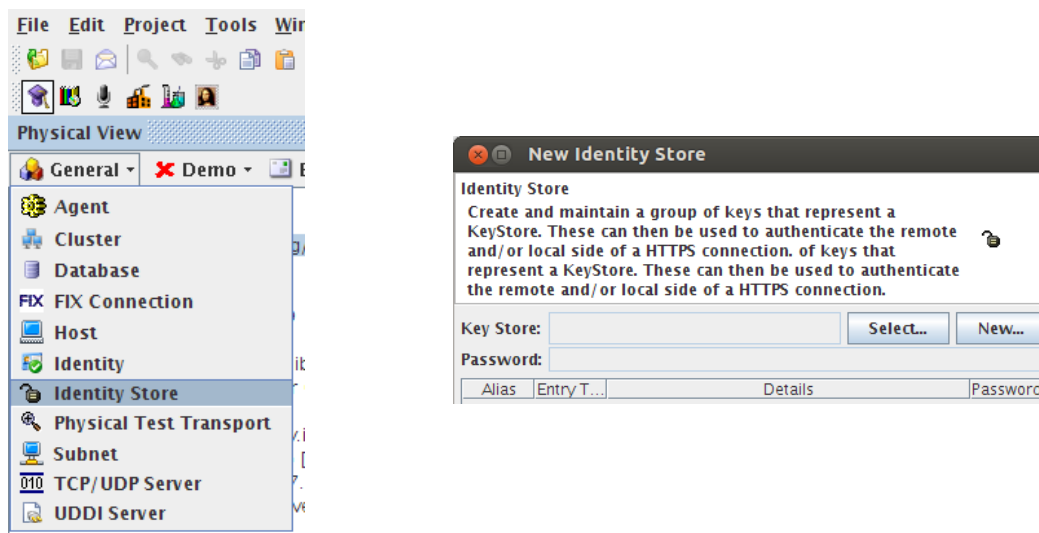 File Edit Project Tools
Physical View
General Demo
Agent
Cluster
Database
FIX FIX Connection
Host
Identity
Identity Store
Physical Test Transport
Subnet
010 TCP/UDP Server
UDDI Server
New Identity Store
Identity Store
Create and maintain a group of keys that represent a
KeyStore. These can then be used to authenticate the remote
and/or local side of a HTTPS connection. of keys that
represent a KeyStore. These can then be used to authenticate
the remote and/or local side of a HTTPS connection.
Key Store: Select... New...
Password:
Alias Entry T... Details Password